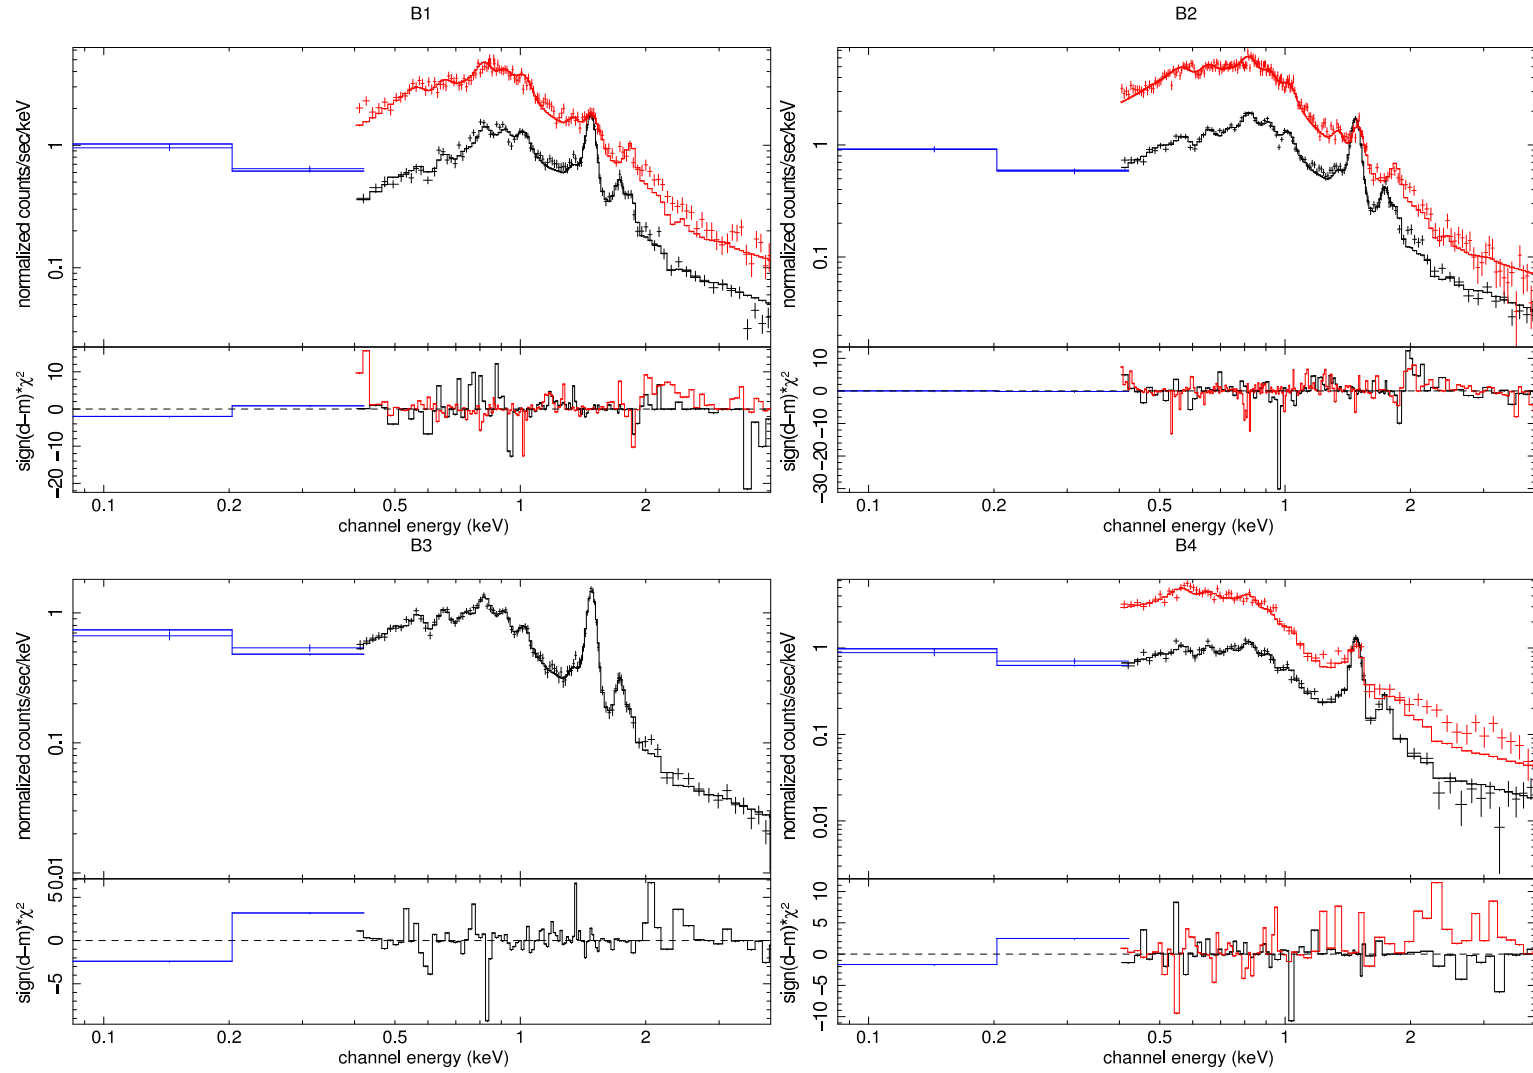 B1
B2
normalized counts/sec/keV
1
0.1
normalized counts/sec/keV
1
0.1
sign(d−m)*χ²
10
0
−10
−20
sign(d−m)*χ²
10
0
−10
−20
−30
0.1
0.2
0.5
1
2
channel energy (keV)
0.1
0.2
0.5
1
2
channel energy (keV)
B3
B4
normalized counts/sec/keV
1
0.1
0.01
normalized counts/sec/keV
1
0.1
0.01
sign(d−m)*χ²
5
0
−5
sign(d−m)*χ²
10
5
0
−5
−10
0.1
0.2
0.5
1
2
channel energy (keV)
0.1
0.2
0.5
1
2
channel energy (keV)